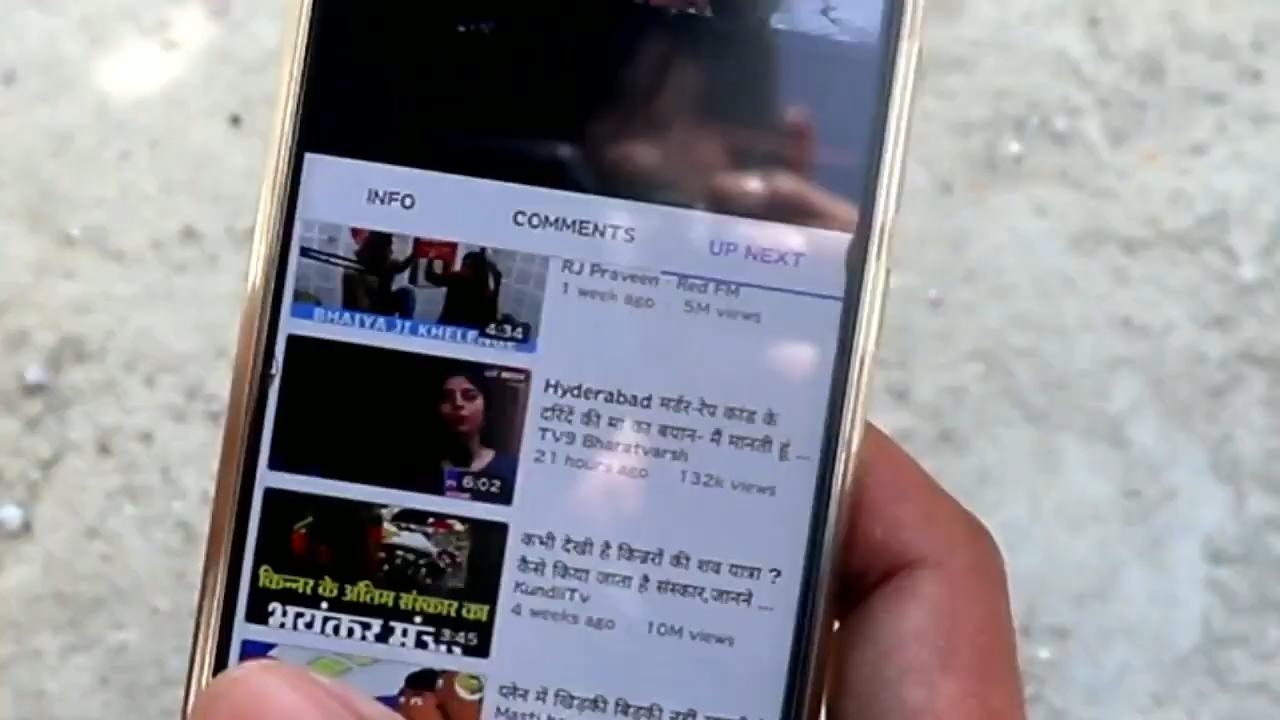 INFO
COMMENTS
UP NEXT
BHAIYA JI KHELE
4:34
RJ Praveen - Red FM
1 week ago 5M views
6:02
Hyderabad मर्डर-रेप कांड के
दरिंदें की मां का बयान- मैं मानती हूं ...
TV9 Bharatvarsh
21 hours ago 132k views
किन्नर के अंतिम संस्कार का
भयंकर
3:45
कभी देखी है किन्नरों की शव यात्रा ?
कैसे किया जाता है संस्कार,जानने ...
KundliTv
4 weeks ago 10M views
प्लेन में खिड़की विड़की नहीं
Masti